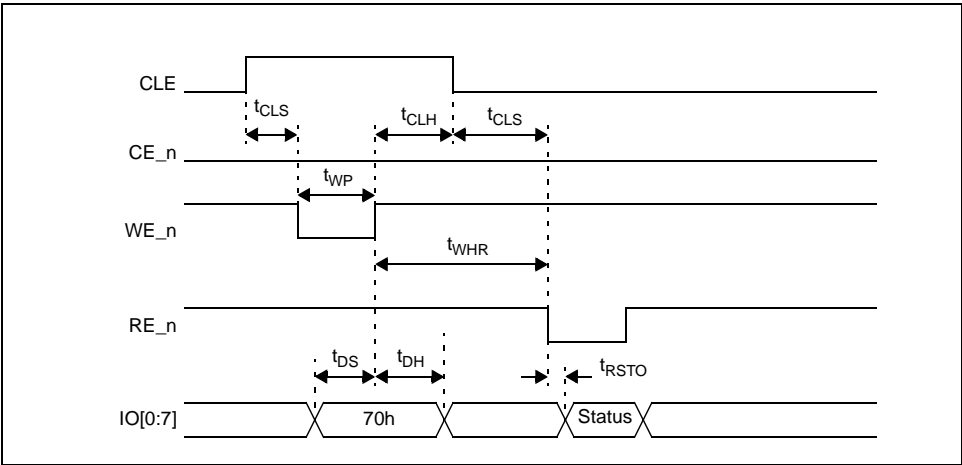 CLE
tCLS
tCLH
tCLS
CE_n
tWP
WE_n
tWHR
RE_n
tDS
tDH
tRSTO
IO[0:7]
70h
Status